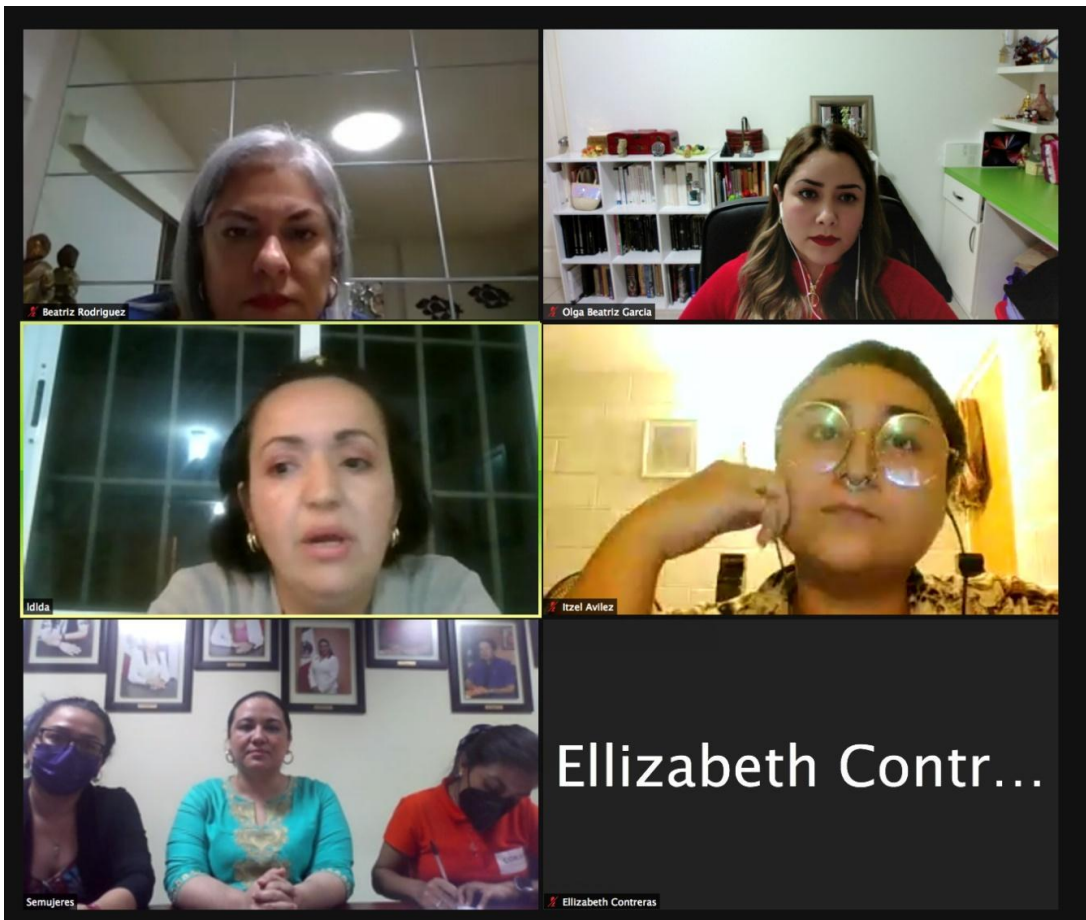 Beatriz Rodriguez
Olga Beatriz Garcia
Idlda
Itzel Avilez
Semujeres
Ellizabeth Contr...
Ellizabeth Contreras